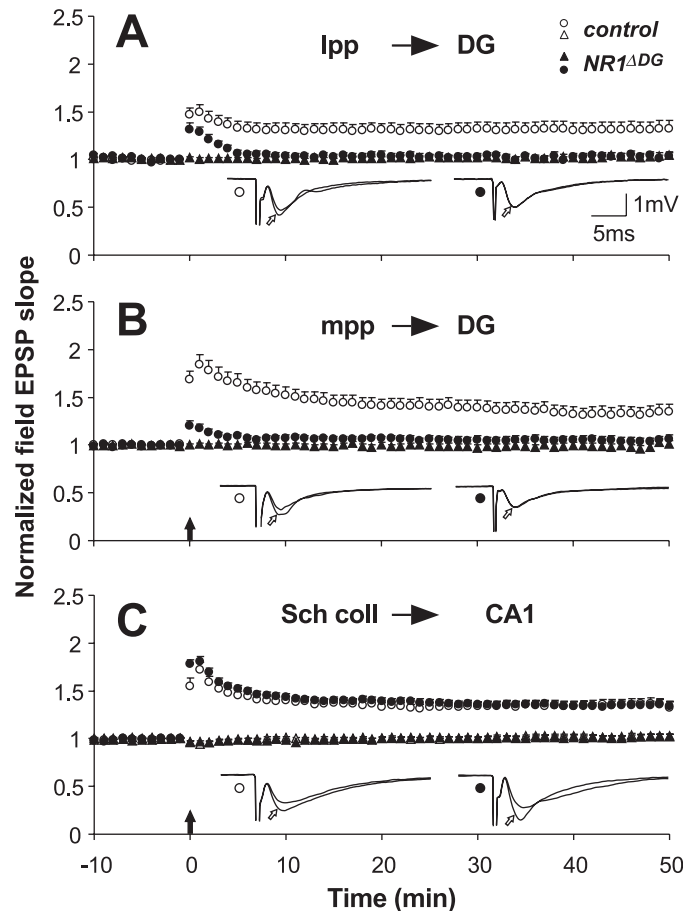 A
lpp → DG
○ △ control
▲ ● NR1ΔDG
2.5
2
1.5
1
0.5
0
1mV
5ms
B
mpp → DG
2.5
2
1.5
1
0.5
0
C
Sch coll → CA1
2.5
2
1.5
1
0.5
0
-10 0 10 20 30 40 50
Time (min)
Normalized field EPSP slope